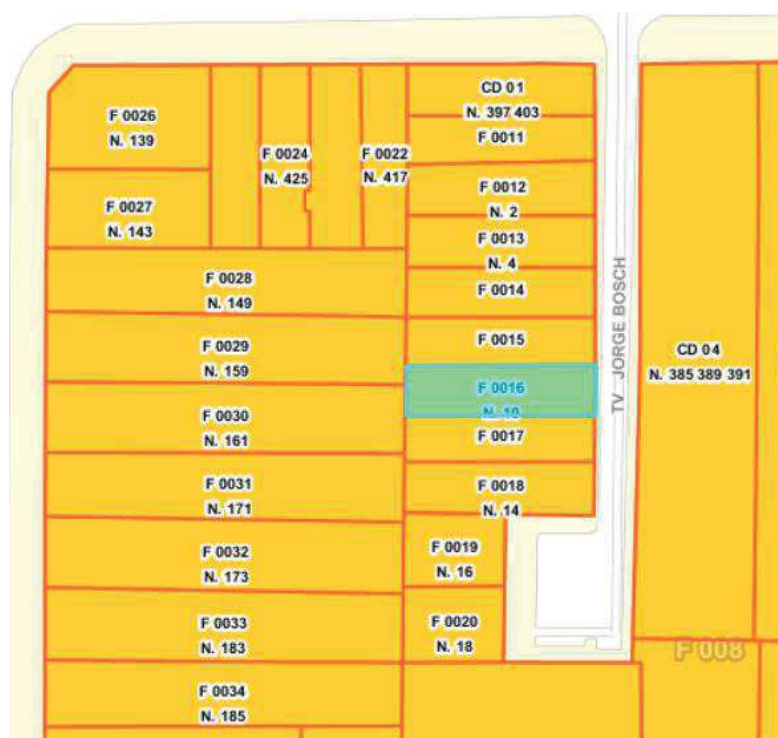 F 0026
N. 139
F 0027
N. 143
F 0024
N. 425
F 0022
N. 417
CD 01
N. 397 403
F 0011
F 0012
N. 2
F 0013
N. 4
F 0014
F 0015
F 0016
N. 10
F 0017
F 0018
N. 14
F 0019
N. 16
F 0020
N. 18
F 0028
N. 149
F 0029
N. 159
F 0030
N. 161
F 0031
N. 171
F 0032
N. 173
F 0033
N. 183
F 0034
N. 185
TV JORGE BOSCH
CD 04
N. 385 389 391
F 008